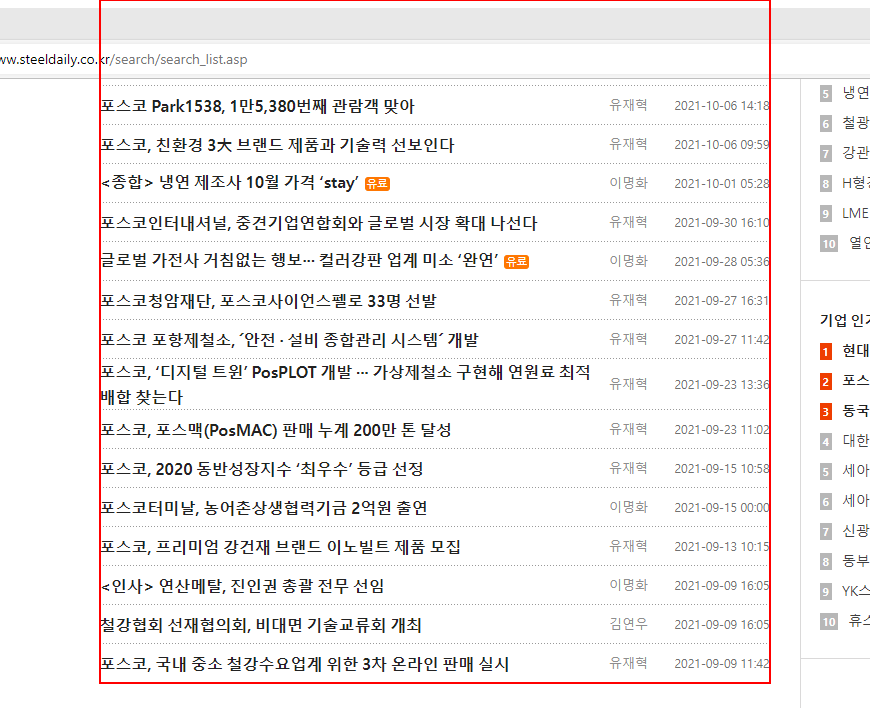 ww.steeldaily.co.kr/search/search_list.asp
포스코 Park1538, 1만5,380번째 관람객 맞아 유재혁 2021-10-06 14:18
포스코, 친환경 3大 브랜드 제품과 기술력 선보인다 유재혁 2021-10-06 09:59
<종합> 냉연 제조사 10월 가격 ‘stay’ 유료 이명화 2021-10-01 05:28
포스코인터내셔널, 중견기업연합회와 글로벌 시장 확대 나선다 유재혁 2021-09-30 16:10
글로벌 가전사 거침없는 행보··· 컬러강판 업계 미소 ‘완연’ 유료 이명화 2021-09-28 05:36
포스코청암재단, 포스코사이언스펠로 33명 선발 유재혁 2021-09-27 16:31
포스코 포항제철소, ´안전 · 설비 종합관리 시스템´ 개발 유재혁 2021-09-27 11:42
포스코, ‘디지털 트윈’ PosPLOT 개발 ··· 가상제철소 구현해 연원료 최적
배합 찾는다 유재혁 2021-09-23 13:36
포스코, 포스맥(PosMAC) 판매 누계 200만 톤 달성 유재혁 2021-09-23 11:02
포스코, 2020 동반성장지수 ‘최우수’ 등급 선정 유재혁 2021-09-15 10:58
포스코터미날, 농어촌상생협력기금 2억원 출연 이명화 2021-09-15 00:00
포스코, 프리미엄 강건재 브랜드 이노빌트 제품 모집 유재혁 2021-09-13 10:15
<인사> 연산메탈, 진인권 총괄 전무 선임 이명화 2021-09-09 16:05
철강협회 선재협의회, 비대면 기술교류회 개최 김연우 2021-09-09 16:05
포스코, 국내 중소 철강수요업계 위한 3차 온라인 판매 실시 유재혁 2021-09-09 11:42
5 냉연
6 철광
7 강관
8 H형
9 LME
10 열연
기업 인기
1 현대
2 포스
3 동국
4 대한
5 세아
6 세아
7 신광
8 동부
9 YK스
10 휴스